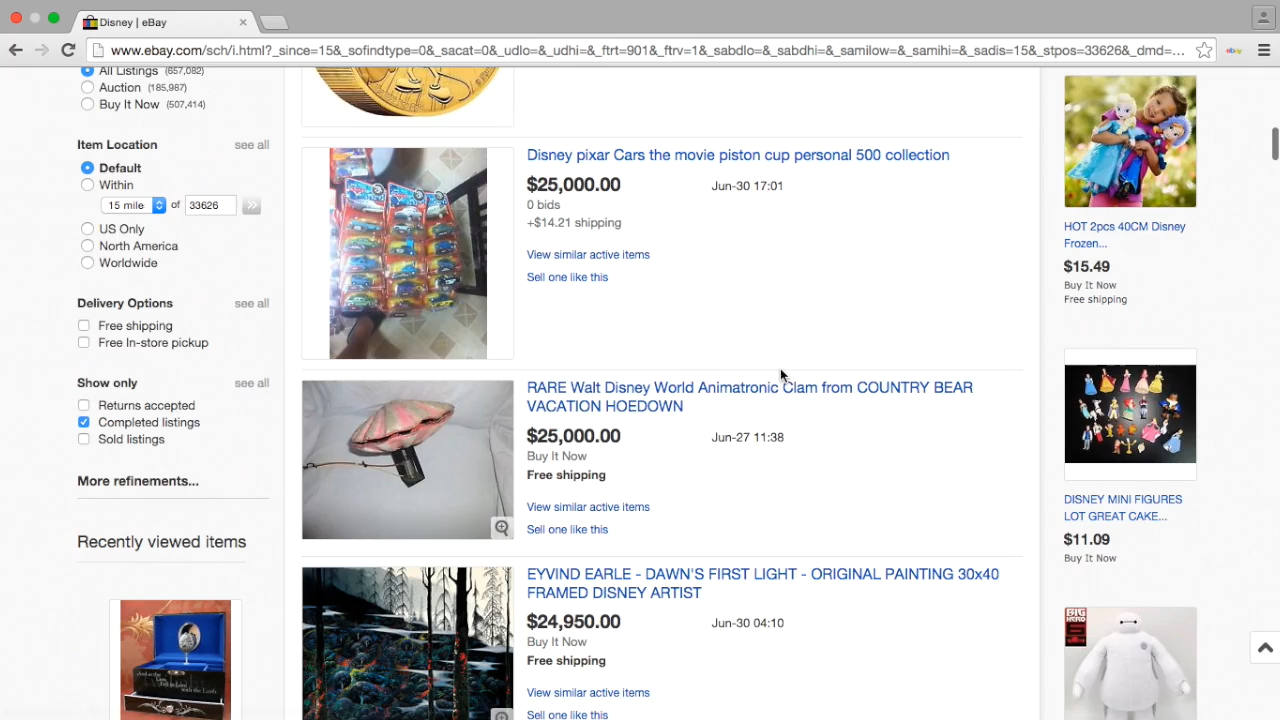 Disney | eBay
www.ebay.com/sch/i.html?_since=15&_sofindtype=0&_sacat=0&_udlo=&_udhi=&_ftrt=901&_ftrv=1&_sabdlo=&_sabdhi=&_samilow=&_samihi=&_sadis=15&_stpos=33626&_dmd=...
ebay
All Listings (657,082)
Auction (185,987)
Buy It Now (507,414)
Item Location see all
Default
Within
15 mile of 33626 >>
US Only
North America
Worldwide
Delivery Options see all
Free shipping
Free In-store pickup
Show only see all
Returns accepted
Completed listings
Sold listings
More refinements...
Recently viewed items
Disney pixar Cars the movie piston cup personal 500 collection
$25,000.00 Jun-30 17:01
0 bids
+$14.21 shipping
View similar active items
Sell one like this
RARE Walt Disney World Animatronic Clam from COUNTRY BEAR
VACATION HOEDOWN
$25,000.00 Jun-27 11:38
Buy It Now
Free shipping
View similar active items
Sell one like this
EYVIND EARLE - DAWN'S FIRST LIGHT - ORIGINAL PAINTING 30x40
FRAMED DISNEY ARTIST
$24,950.00 Jun-30 04:10
Buy It Now
Free shipping
View similar active items
Sell one like this
HOT 2pcs 40CM Disney
Frozen...
$15.49
Buy It Now
Free shipping
DISNEY MINI FIGURES
LOT GREAT CAKE...
$11.09
Buy It Now
BIG
HERO